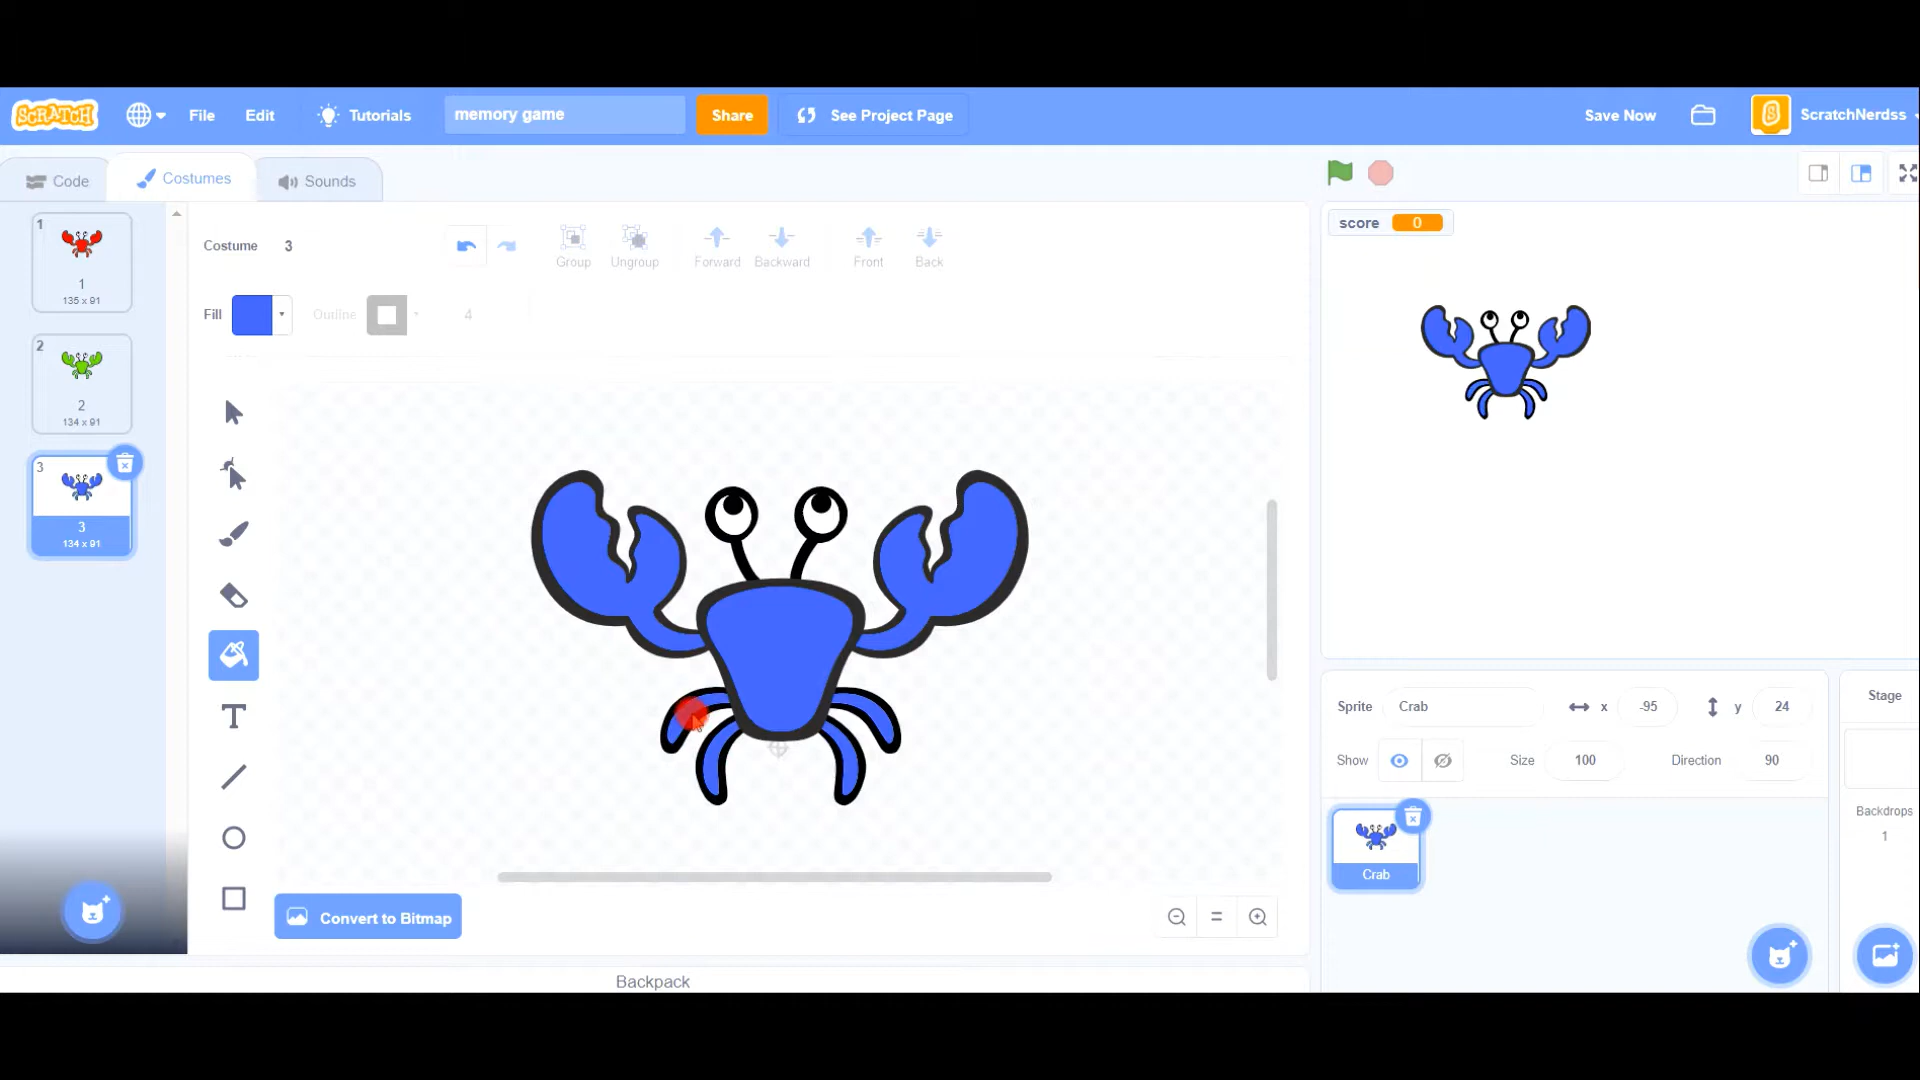 SCRATCH File Edit Tutorials memory game Share See Project Page Save Now ScratchNerdss
Code Costumes Sounds
1
1
135 x 91
2
2
134 x 91
3
3
134 x 91
Costume 3
Group Ungroup Forward Backward Front Back
Fill Outline 4
T
Convert to Bitmap
Backpack
score 0
Sprite Crab x -95 y 24
Show Size 100 Direction 90
Crab
Stage
Backdrops
1